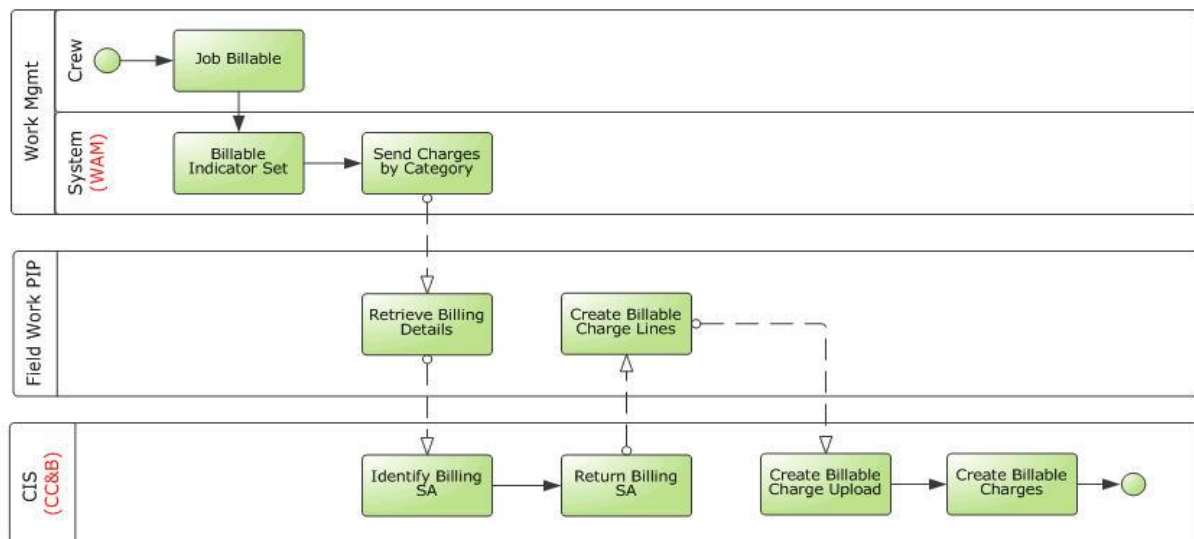 Work Mgmt
Crew
Job Billable
System
(WAM)
Billable
Indicator Set
Send Charges
by Category
Field Work PIP
Retrieve Billing
Details
Create Billable
Charge Lines
CIS
(CC&B)
Identify Billing
SA
Return Billing
SA
Create Billable
Charge Upload
Create Billable
Charges